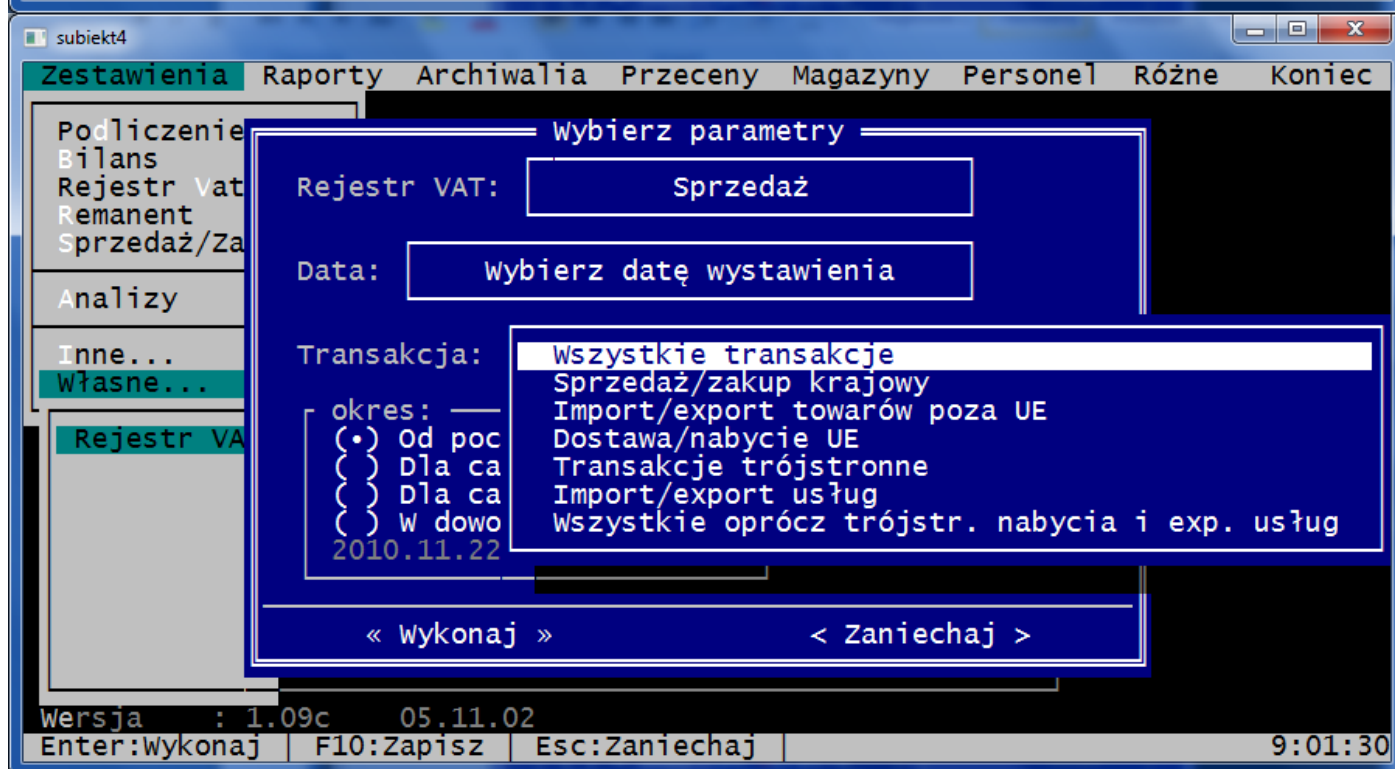 subiekt4
Zestawienia Raporty Archiwalia Przeceny Magazyny Personel Różne Koniec
Podliczenie
Bilans
Rejestr Vat
Remanent
Sprzedaż/Za
Analizy
Inne...
Własne...
Rejestr VA
Wybierz parametry
Rejestr VAT: Sprzedaż
Data: Wybierz datę wystawienia
Transakcja:
Wszystkie transakcje
Sprzedaż/zakup krajowy
Import/export towarów poza UE
Dostawa/nabycie UE
Transakcje trójstronne
Import/export usług
Wszystkie oprócz trójstr. nabycia i exp. usług
okres:
(•) Od poc
( ) Dla ca
( ) Dla ca
( ) W dowo
2010.11.22
« Wykonaj » < Zaniechaj >
Wersja : 1.09c 05.11.02
Enter:Wykonaj | F10:Zapisz | Esc:Zaniechaj | 9:01:30